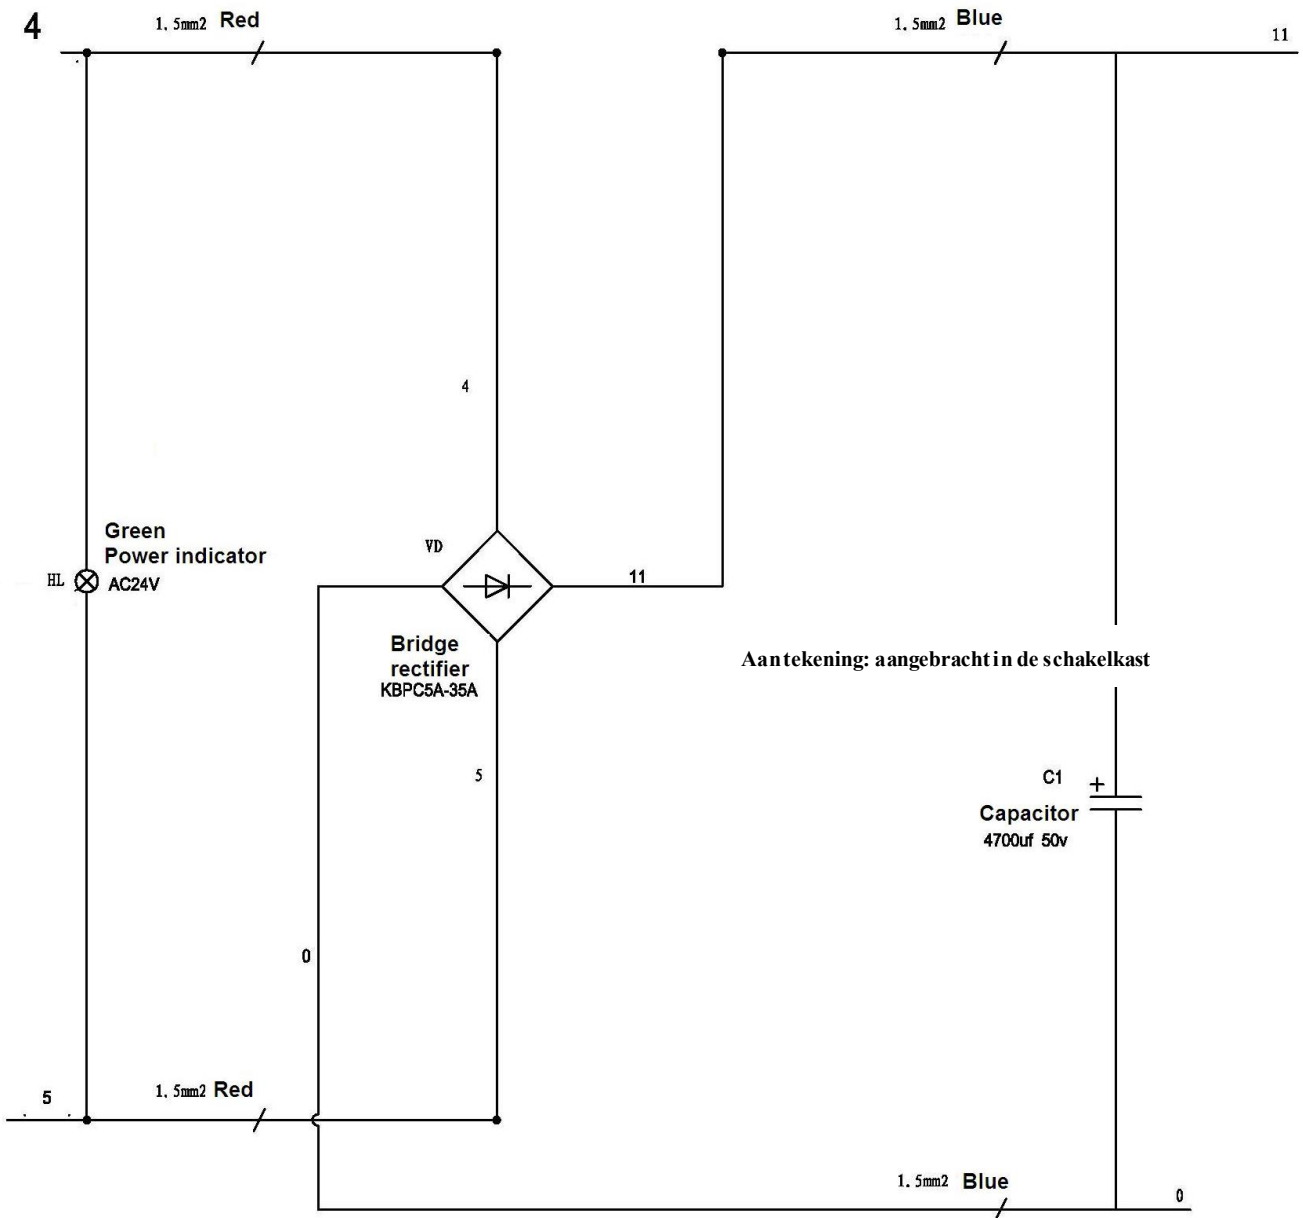 4
1, 5mm2 Red
1, 5mm2 Blue
11
4
Green
Power indicator
HL AC24V
VD
11
Bridge
rectifier
KBPC5A-35A
Aantekening: aangebracht in de schakelkast
5
C1 +
Capacitor
4700uf 50v
0
5
1, 5mm2 Red
1, 5mm2 Blue
0